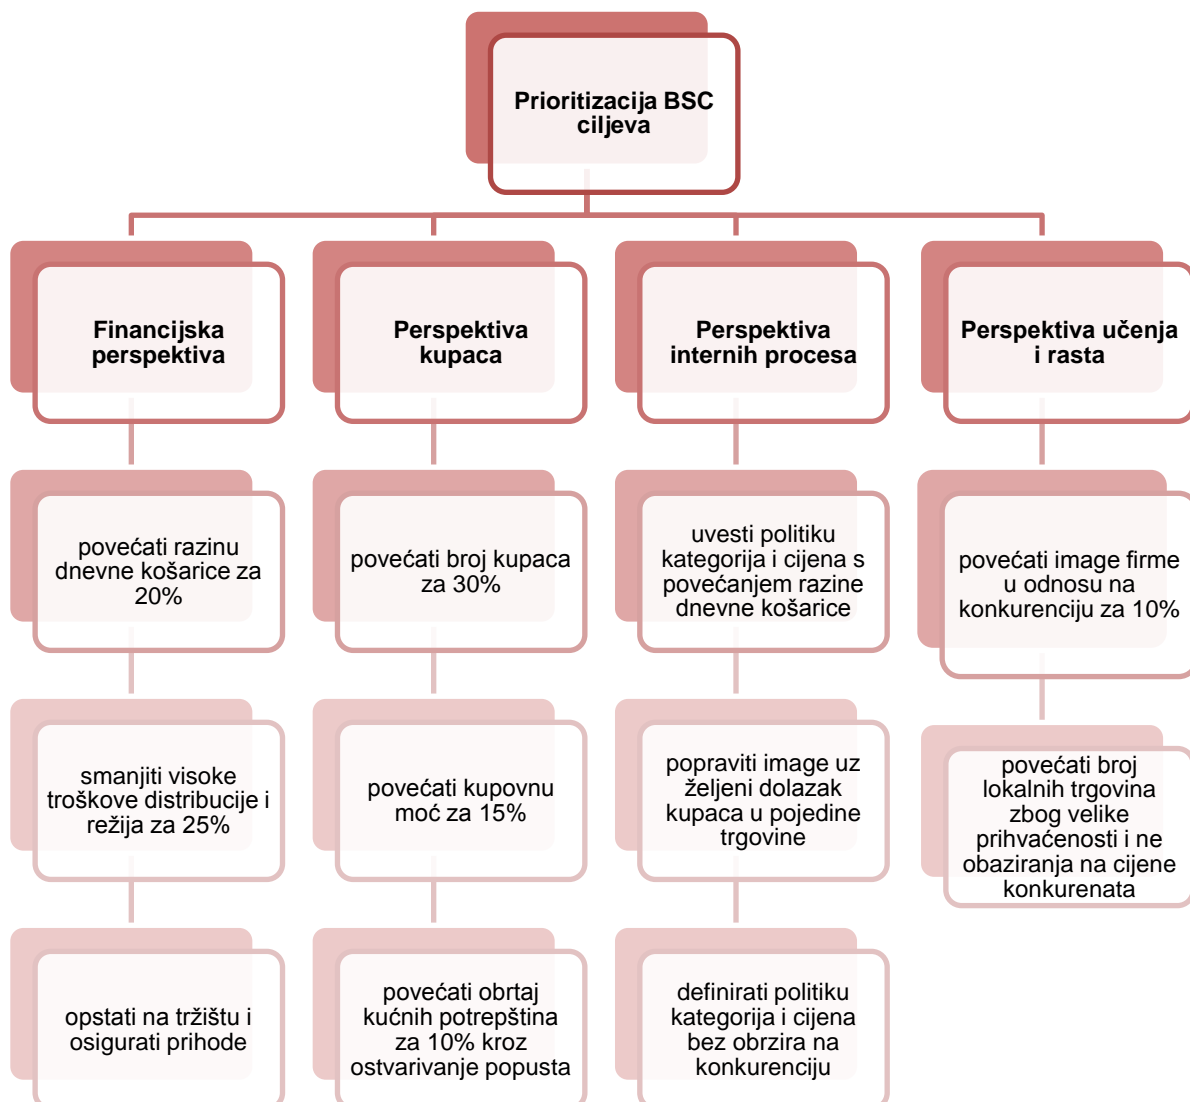 Prioritizacija BSC
ciljeva
Financijska
perspektiva
Perspektiva
kupaca
Perspektiva
internih procesa
Perspektiva učenja
i rasta
povećati razinu
dnevne košarice za
20%
povećati broj kupaca
za 30%
uvesti politiku
kategorija i cijena s
povećanjem razine
dnevne košarice
povećati image firme
u odnosu na
konkurenciju za 10%
smanjiti visoke
troškove distribucije i
režija za 25%
povećati kupovnu
moć za 15%
popraviti image uz
željeni dolazak
kupaca u pojedine
trgovine
povećati broj
lokalnih trgovina
zbog velike
prihvaćenosti i ne
obaziranja na cijene
konkurenata
opstati na tržištu i
osigurati prihode
povećati obrtaj
kućnih potrepština
za 10% kroz
ostvarivanje popusta
definirati politiku
kategorija i cijena
bez obrzira na
konkurenciju